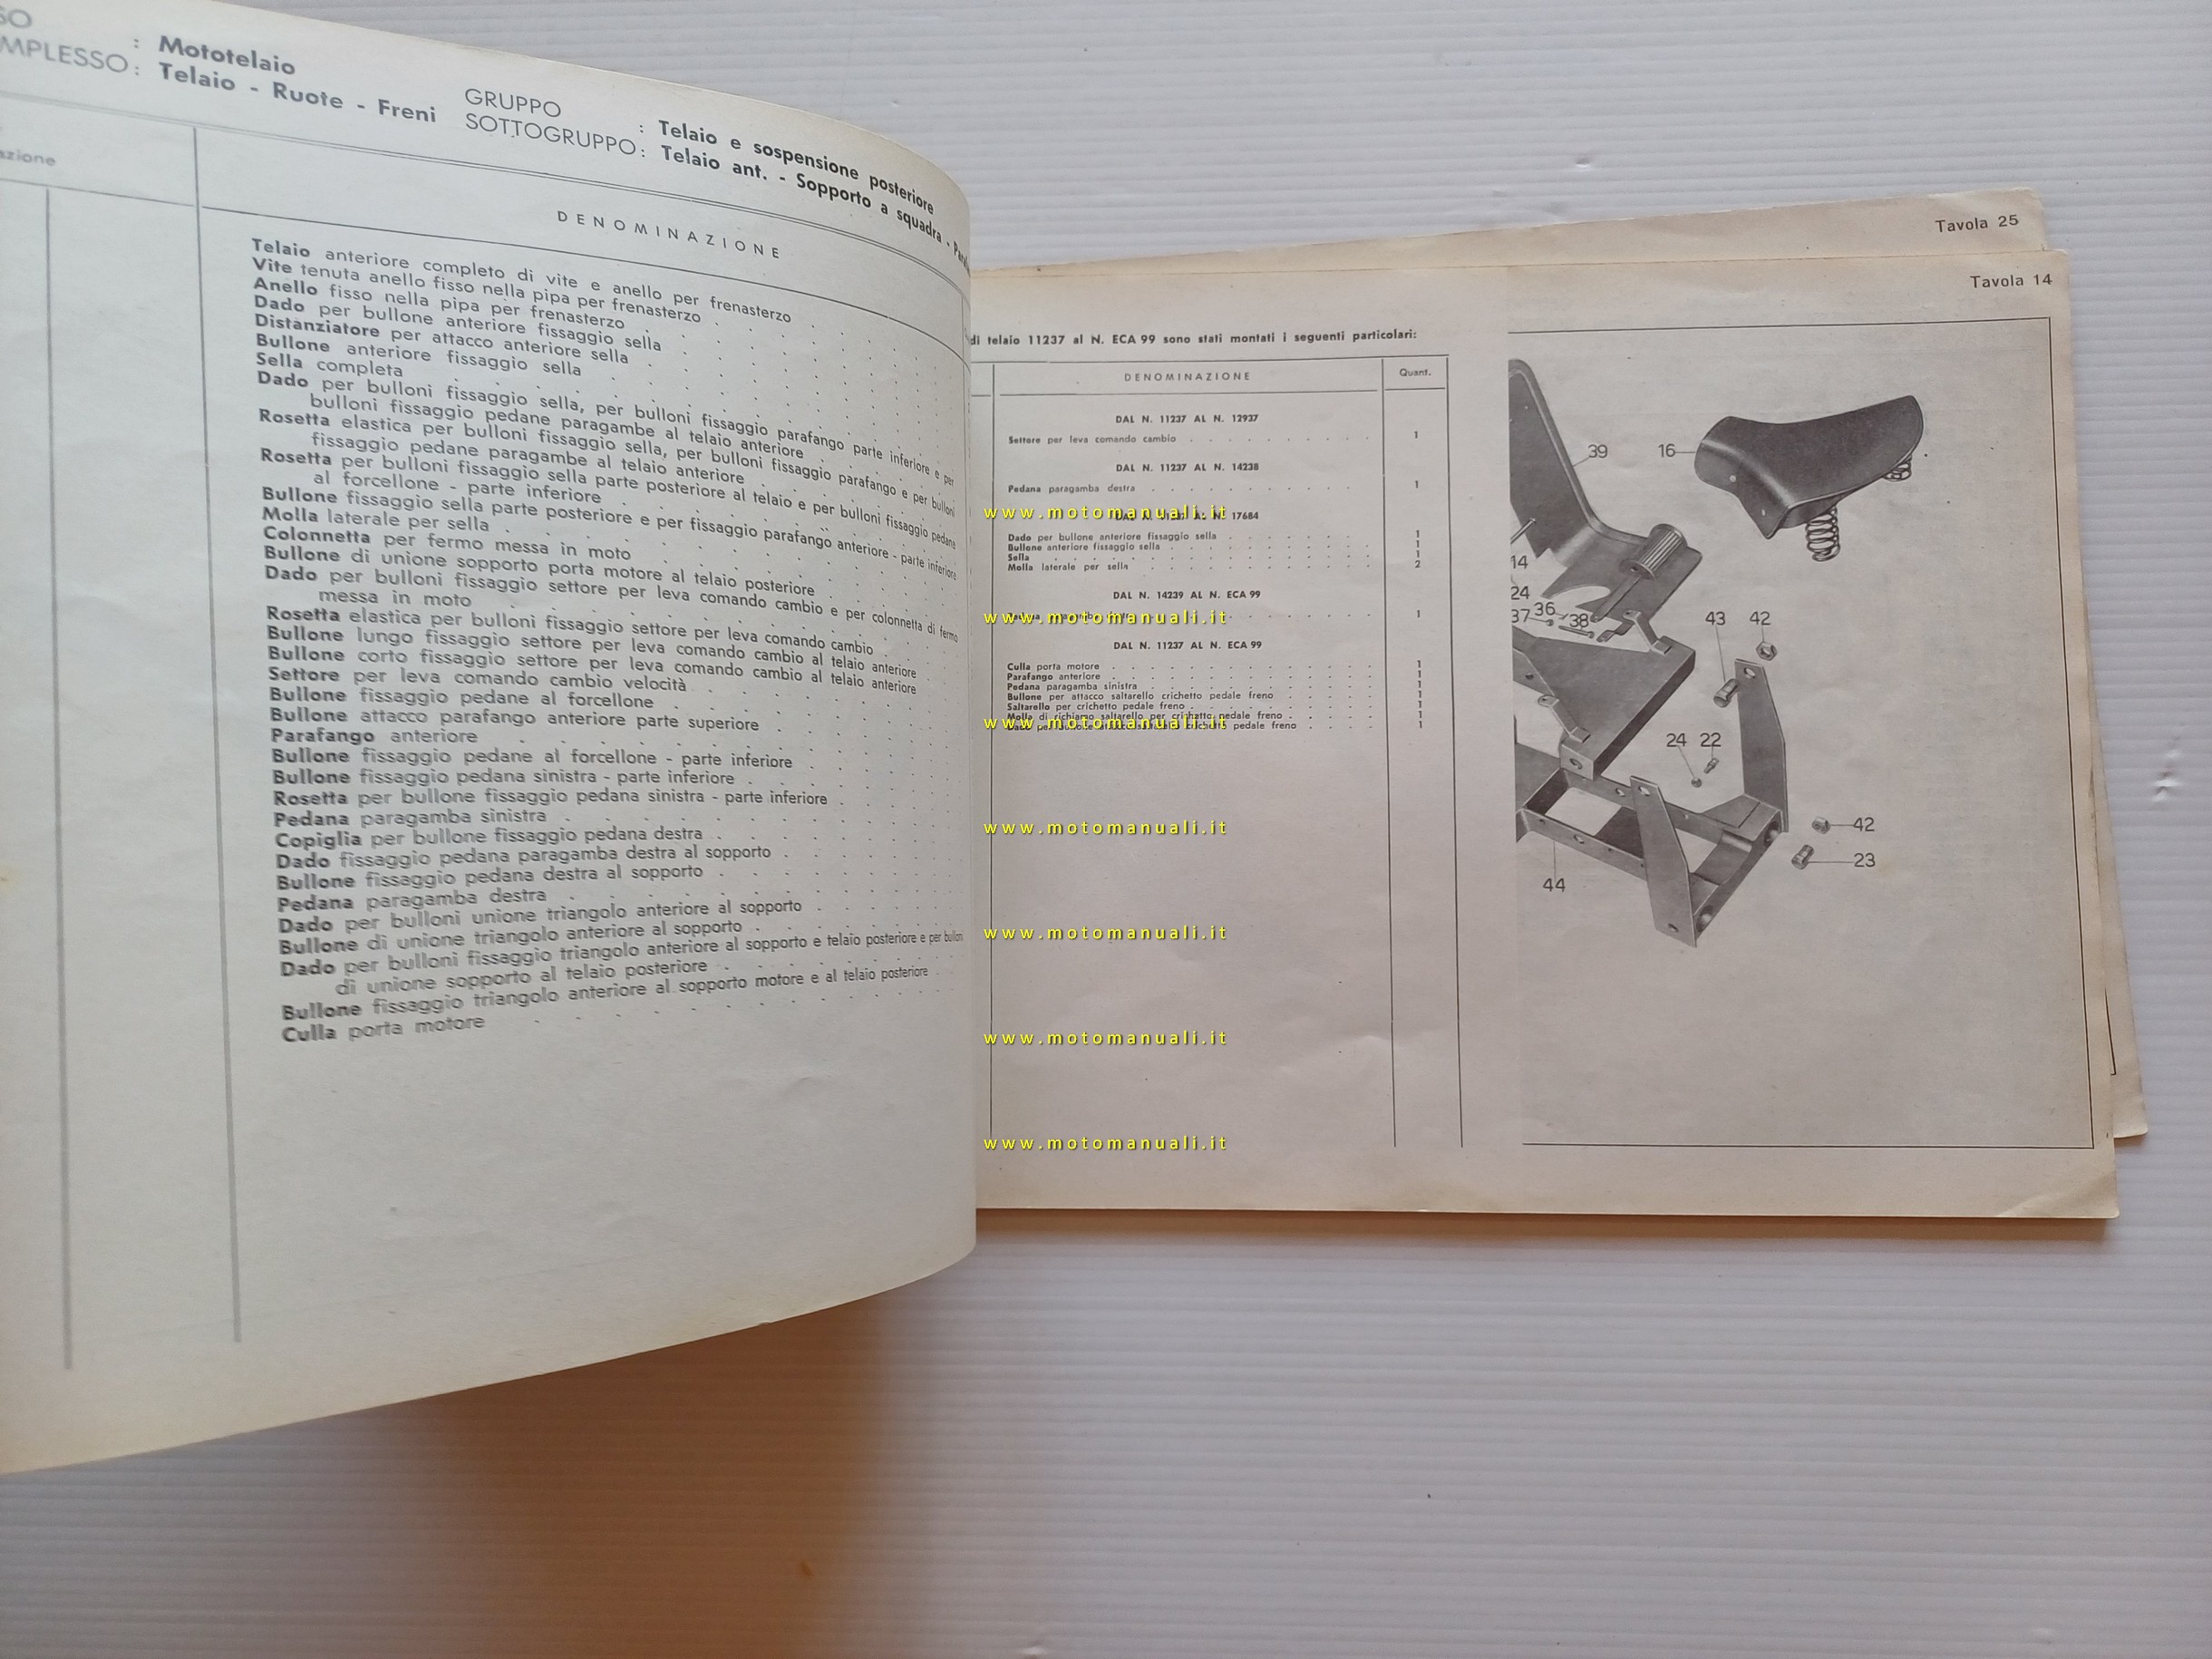 SO : Mototelaio
MPLESSO : Telaio - Ruote - Freni
GRUPPO : Telaio e sospensione posteriore
SOTTOGRUPPO : Telaio ant. - Sopporto a squadra -
azione
DENOMINAZIONE
Telaio anteriore completo di vite e anello per frenasterzo
Vite tenuta anello fisso nella pipa per frenasterzo
Anello fisso nella pipa per frenasterzo
Dado per bullone anteriore fissaggio sella
Distanziatore per attacco anteriore sella
Bullone anteriore fissaggio sella
Sella completa
Dado per bulloni fissaggio sella, per bulloni fissaggio parafango parte inferiore e per
bulloni fissaggio pedane paragambe al telaio anteriore
Rosetta elastica per bulloni fissaggio sella, per bulloni fissaggio parafango e per bulloni
fissaggio pedane paragambe al telaio anteriore
Rosetta per bulloni fissaggio sella parte posteriore al telaio e per bulloni fissaggio pedane
al forcellone - parte inferiore
Bullone fissaggio sella parte posteriore e per fissaggio parafango anteriore - parte inferiore
Molla laterale per sella
Colonnetta per fermo messa in moto
Bullone di unione sopporto porta motore al telaio posteriore
Dado per bulloni fissaggio settore per leva comando cambio e per colonnetta di fermo
messa in moto
Rosetta elastica per bulloni fissaggio settore per leva comando cambio
Bullone lungo fissaggio settore per leva comando cambio al telaio anteriore
Bullone corto fissaggio settore per leva comando cambio al telaio anteriore
Settore per leva comando cambio velocità
Bullone fissaggio pedane al forcellone
Bullone attacco parafango anteriore parte superiore
Parafango anteriore
Bullone fissaggio pedane al forcellone - parte inferiore
Bullone fissaggio pedana sinistra - parte inferiore
Rosetta per bullone fissaggio pedana sinistra - parte inferiore
Pedana paragamba sinistra
Copiglia per bullone fissaggio pedana destra
Dado fissaggio pedana paragamba destra al sopporto
Bullone fissaggio pedana destra al sopporto
Pedana paragamba destra
Dado per bulloni unione triangolo anteriore al sopporto
Bullone di unione triangolo anteriore al sopporto
Dado per bulloni fissaggio triangolo anteriore al sopporto e telaio posteriore e per bulloni
di unione sopporto al telaio posteriore
Bullone fissaggio triangolo anteriore al sopporto motore e al telaio posteriore
Culla porta motore
di telaio 11237 al N. ECA 99 sono stati montati i seguenti particolari:
DENOMINAZIONE Quant.
DAL N. 11237 AL N. 12937
Settore per leva comando cambio 1
DAL N. 11237 AL N. 14238
Pedana paragamba destra 1
www.motomanuali.it
DAL N. 11237 AL N. 17684
Dado per bullone anteriore fissaggio sella 1
Bullone anteriore fissaggio sella 1
Sella 1
Molla laterale per sella 2
DAL N. 14239 AL N. ECA 99
www.motomanuali.it
1
DAL N. 11237 AL N. ECA 99
Culla porta motore 1
Parafango anteriore 1
Pedana paragamba sinistra 1
Bullone per attacco saltarello crichetto pedale freno 1
Saltarello per crichetto pedale freno 1
Molla di richiamo saltarello per crichetto pedale freno 1
www.motomanuali.it
pedale freno 1
www.motomanuali.it
www.motomanuali.it
www.motomanuali.it
www.motomanuali.it
Tavola 25
Tavola 14
39
16
14
24
37 36 38
43 42
24 22
42
23
44